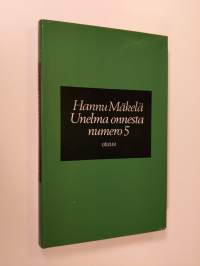 Hannu Mäkelä
Unelma onnesta
numero 5
otava